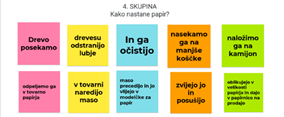 4. SKUPINA
Kako nastane papir?
Drevo
posekamo
drevesu
odstranijo
lubje
In ga
očistijo
nasekamo
ga na
manjše
koščke
naložimo
ga na
kamijon
odpeljemo ga v
tovarno
papirja
v tovarni
naredijo
maso
maso
precedijo in jo
vlijejo v
modelčke za
papir
zvijejo jo
in
posušijo
oblikujejo v
velikosti
papirja in dajo
v papirnico na
prodajo